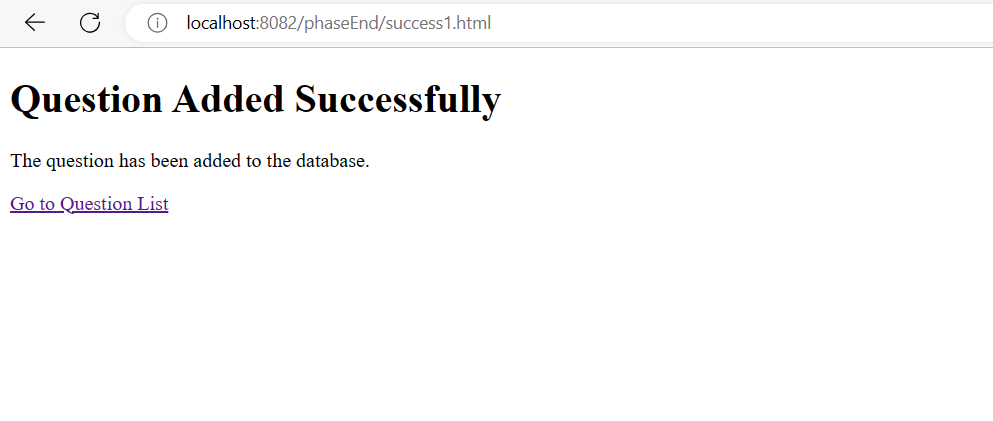 localhost:8082/phaseEnd/success1.html
Question Added Successfully
The question has been added to the database.
Go to Question List